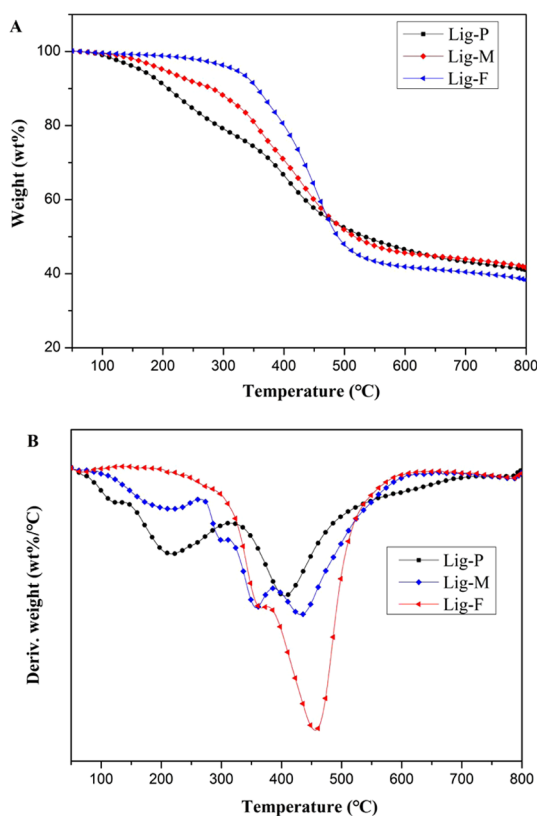 A
Lig-P
Lig-M
Lig-F
Weight (wt%)
100
80
60
40
20
100 200 300 400 500 600 700 800
Temperature (°C)
B
Lig-P
Lig-M
Lig-F
Deriv. weight (wt%/°C)
100 200 300 400 500 600 700 800
Temperature (°C)